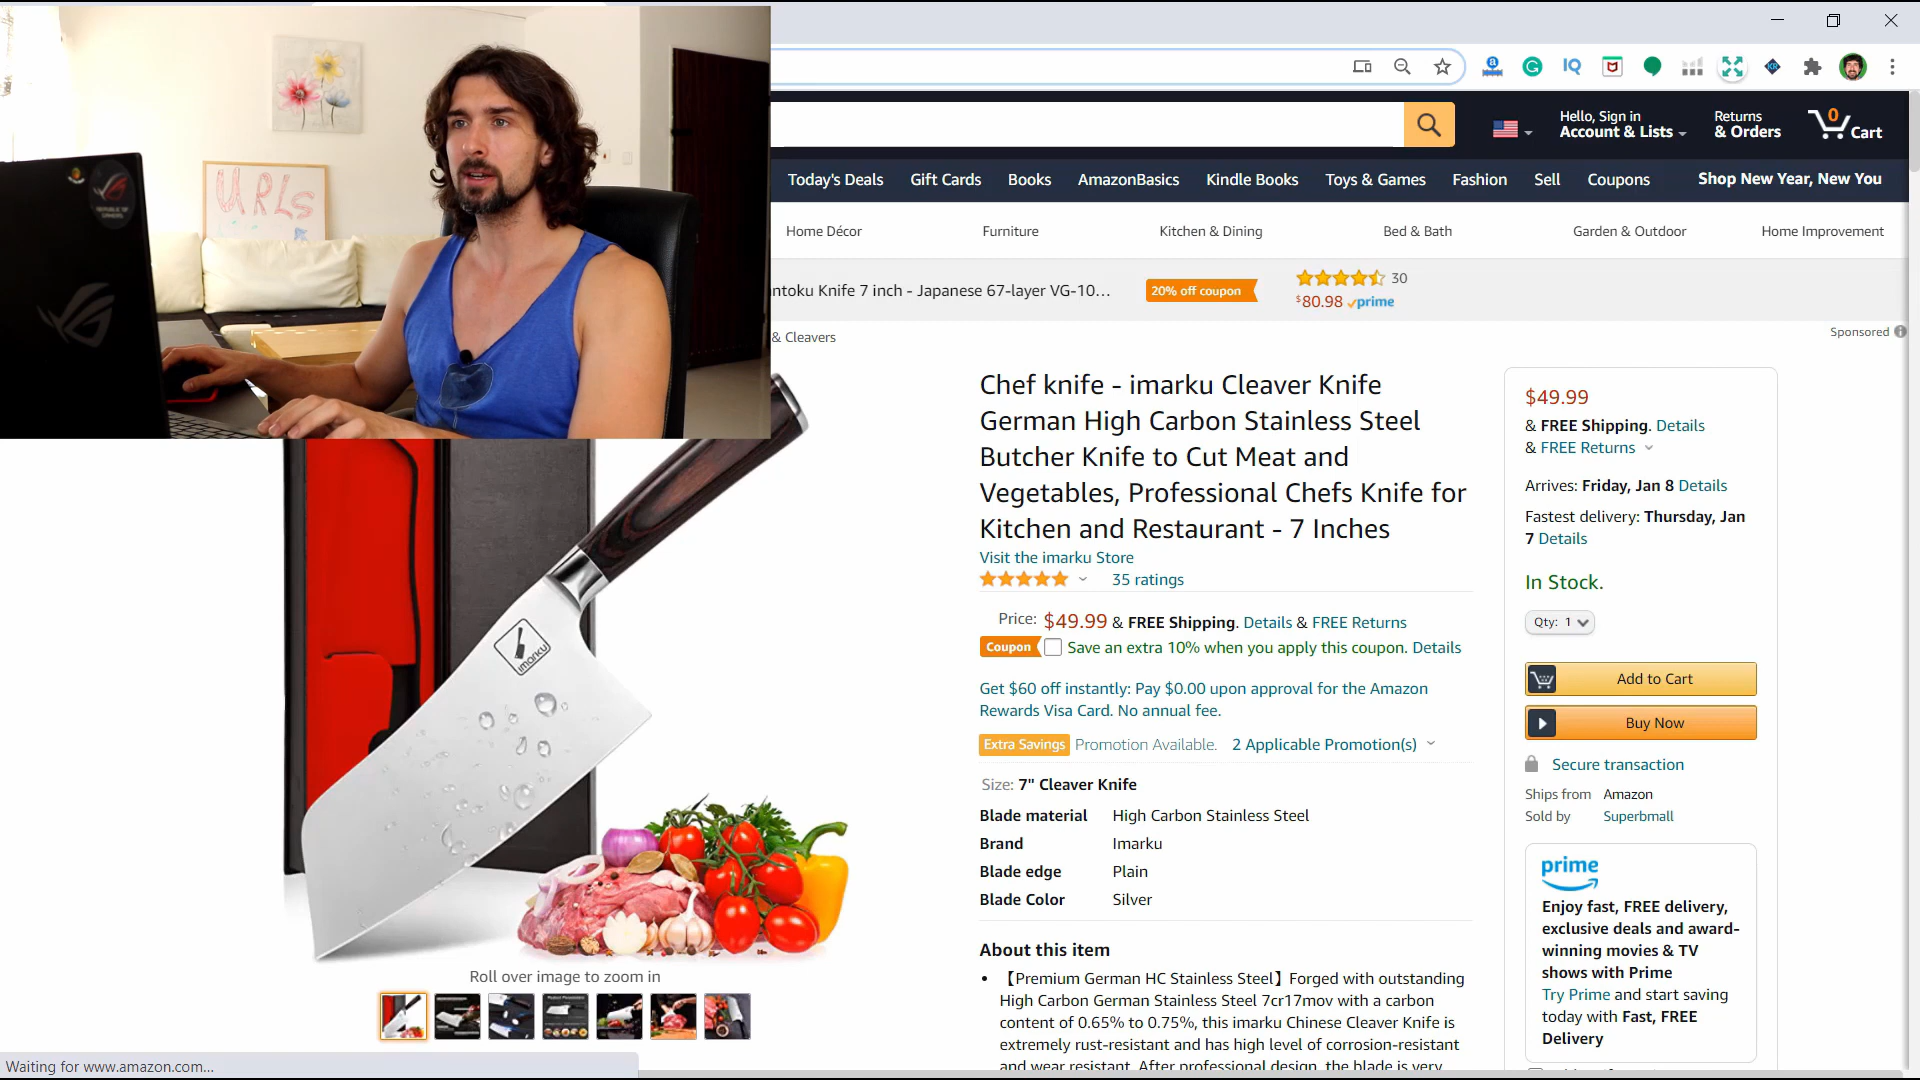 URLs
Hello, Sign in
Account & Lists
Returns
& Orders
0
Cart
Today's Deals
Gift Cards
Books
AmazonBasics
Kindle Books
Toys & Games
Fashion
Sell
Coupons
Shop New Year, New You
Home Décor
Furniture
Kitchen & Dining
Bed & Bath
Garden & Outdoor
Home Improvement
ntoku Knife 7 inch - Japanese 67-layer VG-10...
20% off coupon
30
$80.98 prime
& Cleavers
Sponsored
Chef knife - imarku Cleaver Knife
German High Carbon Stainless Steel
Butcher Knife to Cut Meat and
Vegetables, Professional Chefs Knife for
Kitchen and Restaurant - 7 Inches
Visit the imarku Store
35 ratings
Price: $49.99 & FREE Shipping. Details & FREE Returns
Coupon Save an extra 10% when you apply this coupon. Details
Get $60 off instantly: Pay $0.00 upon approval for the Amazon
Rewards Visa Card. No annual fee.
Extra Savings Promotion Available. 2 Applicable Promotion(s)
Size: 7" Cleaver Knife
Blade material High Carbon Stainless Steel
Brand Imarku
Blade edge Plain
Blade Color Silver
About this item
• 【Premium German HC Stainless Steel】Forged with outstanding
High Carbon German Stainless Steel 7cr17mov with a carbon
content of 0.65% to 0.75%, this imarku Chinese Cleaver Knife is
extremely rust-resistant and has high level of corrosion-resistant
and wear resistant. After professional design, the blade is very
$49.99
& FREE Shipping. Details
& FREE Returns
Arrives: Friday, Jan 8 Details
Fastest delivery: Thursday, Jan
7 Details
In Stock.
Qty: 1
Add to Cart
Buy Now
Secure transaction
Ships from Amazon
Sold by Superbmall
prime
Enjoy fast, FREE delivery,
exclusive deals and award-
winning movies & TV
shows with Prime
Try Prime and start saving
today with Fast, FREE
Delivery
imarku
Roll over image to zoom in
Waiting for www.amazon.com...